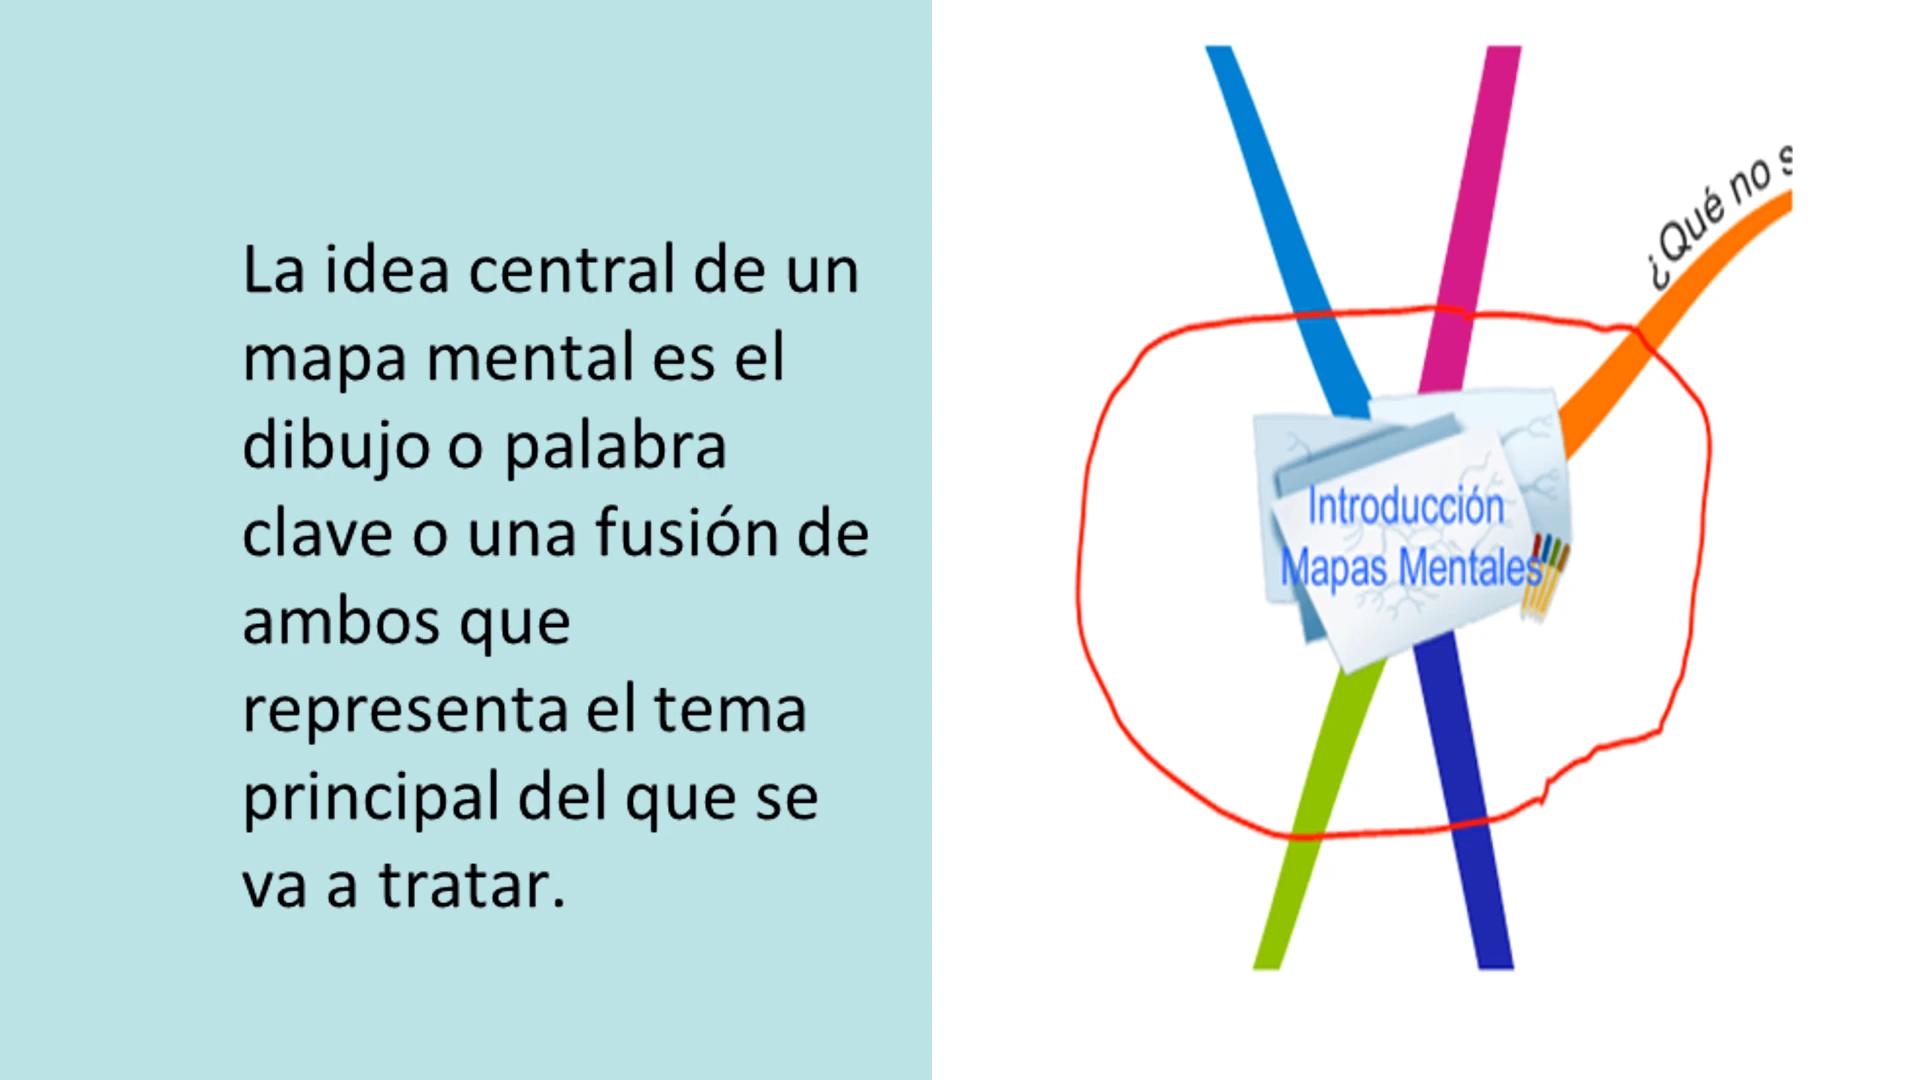 La idea central de un
mapa mental es el
dibujo o palabra
clave o una fusión de
ambos que
representa el tema
principal del que se
va a tratar.
¿Qué no s
Introducción
Mapas Mentales